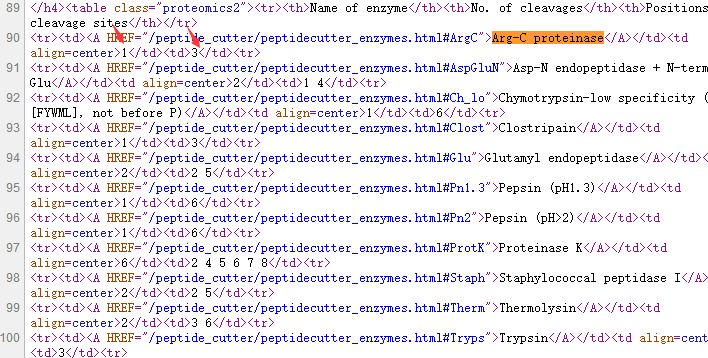 89 </h4><table class="proteomics2"><tr><th>Name of enzyme</th><th>No. of cleavages</th><th>Positions
cleavage sites</th></tr>
90 <tr><td><A HREF="/peptide_cutter/peptidecutter_enzymes.html#ArgC">Arg-C proteinase</A></td><td
align=center>1</td><td>3</td><tr>
91 <tr><td><A HREF="/peptide_cutter/peptidecutter_enzymes.html#AspGluN">Asp-N endopeptidase + N-term
Glu</A></td><td align=center>2</td><td>1 4</td><tr>
92 <tr><td><A HREF="/peptide_cutter/peptidecutter_enzymes.html#Ch_lo">Chymotrypsin-low specificity (
[FYWML], not before P)</A></td><td align=center>1</td><td>6</td><tr>
93 <tr><td><A HREF="/peptide_cutter/peptidecutter_enzymes.html#Clost">Clostripain</A></td><td
align=center>1</td><td>3</td><tr>
94 <tr><td><A HREF="/peptide_cutter/peptidecutter_enzymes.html#Glu">Glutamyl endopeptidase</A></td><
align=center>2</td><td>2 5</td><tr>
95 <tr><td><A HREF="/peptide_cutter/peptidecutter_enzymes.html#Pn1.3">Pepsin (pH1.3)</A></td><td
align=center>1</td><td>6</td><tr>
96 <tr><td><A HREF="/peptide_cutter/peptidecutter_enzymes.html#Pn2">Pepsin (pH>2)</A></td><td
align=center>1</td><td>6</td><tr>
97 <tr><td><A HREF="/peptide_cutter/peptidecutter_enzymes.html#ProtK">Proteinase K</A></td><td
align=center>6</td><td>2 4 5 6 7 8</td><tr>
98 <tr><td><A HREF="/peptide_cutter/peptidecutter_enzymes.html#Staph">Staphylococcal peptidase I</A>
align=center>2</td><td>2 5</td><tr>
99 <tr><td><A HREF="/peptide_cutter/peptidecutter_enzymes.html#Therm">Thermolysin</A></td><td
align=center>2</td><td>3 6</td><tr>
100 <tr><td><A HREF="/peptide_cutter/peptidecutter_enzymes.html#Tryps">Trypsin</A></td><td align=cent
<td>3</td><tr>